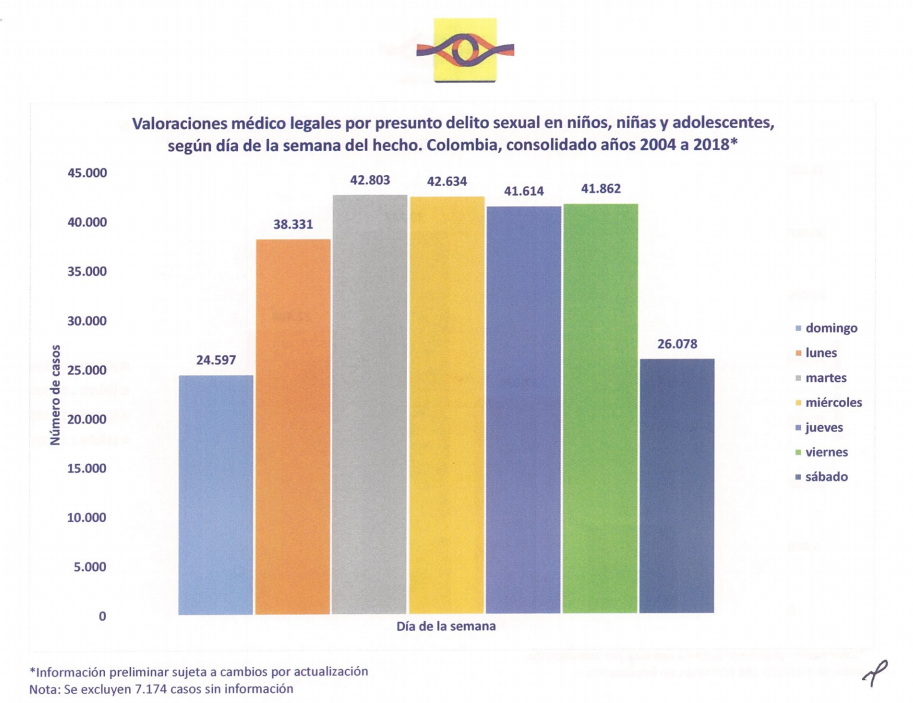 Valoraciones médico legales por presunto delito sexual en niños, niñas y adolescentes,
según día de la semana del hecho. Colombia, consolidado años 2004 a 2018*
45.000
40.000
35.000
30.000
25.000
20.000
15.000
10.000
5.000
0
Número de casos
24.597
38.331
42.803
42.634
41.614
41.862
26.078
Día de la semana
domingo
lunes
martes
miércoles
jueves
viernes
sábado
*Información preliminar sujeta a cambios por actualización
Nota: Se excluyen 7.174 casos sin información